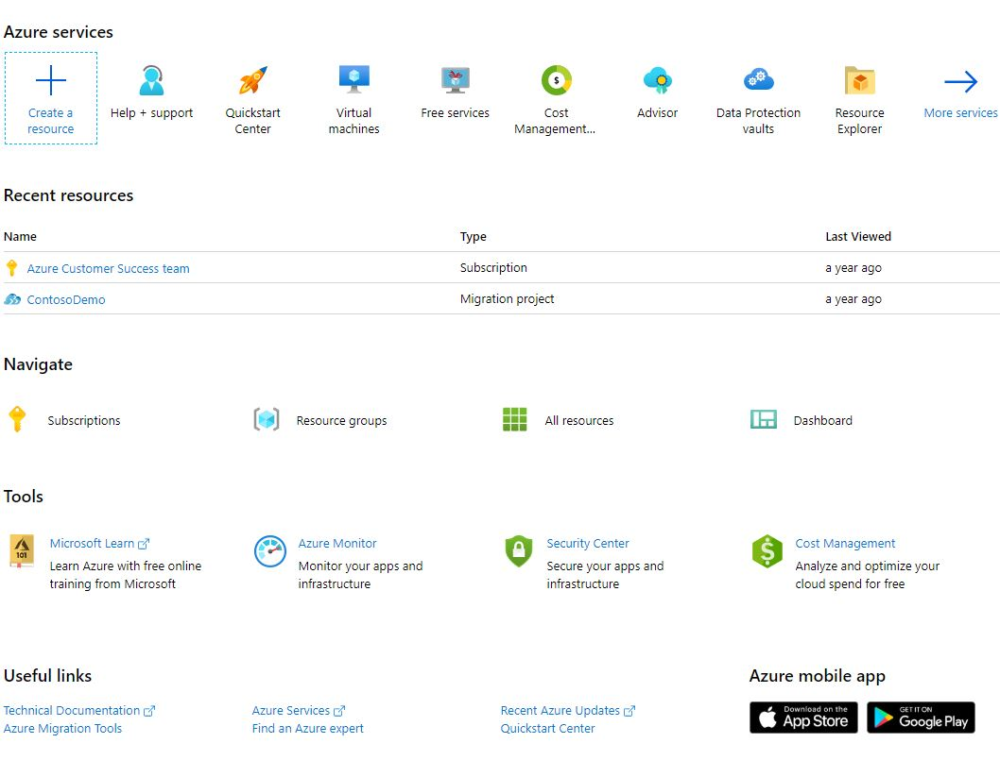 Azure services
Create a
resource
Help + support
Quickstart
Center
Virtual
machines
Free services
Cost
Management...
Advisor
Data Protection
vaults
Resource
Explorer
More services
Recent resources
Name Type Last Viewed
Azure Customer Success team Subscription a year ago
ContosoDemo Migration project a year ago
Navigate
Subscriptions Resource groups All resources Dashboard
Tools
101
Microsoft Learn
Learn Azure with free online
training from Microsoft
Azure Monitor
Monitor your apps and
infrastructure
Security Center
Secure your apps and
infrastructure
$
Cost Management
Analyze and optimize your
cloud spend for free
Useful links
Technical Documentation
Azure Migration Tools
Azure Services
Find an Azure expert
Recent Azure Updates
Quickstart Center
Azure mobile app
Download on the
App Store
GET IT ON
Google Play